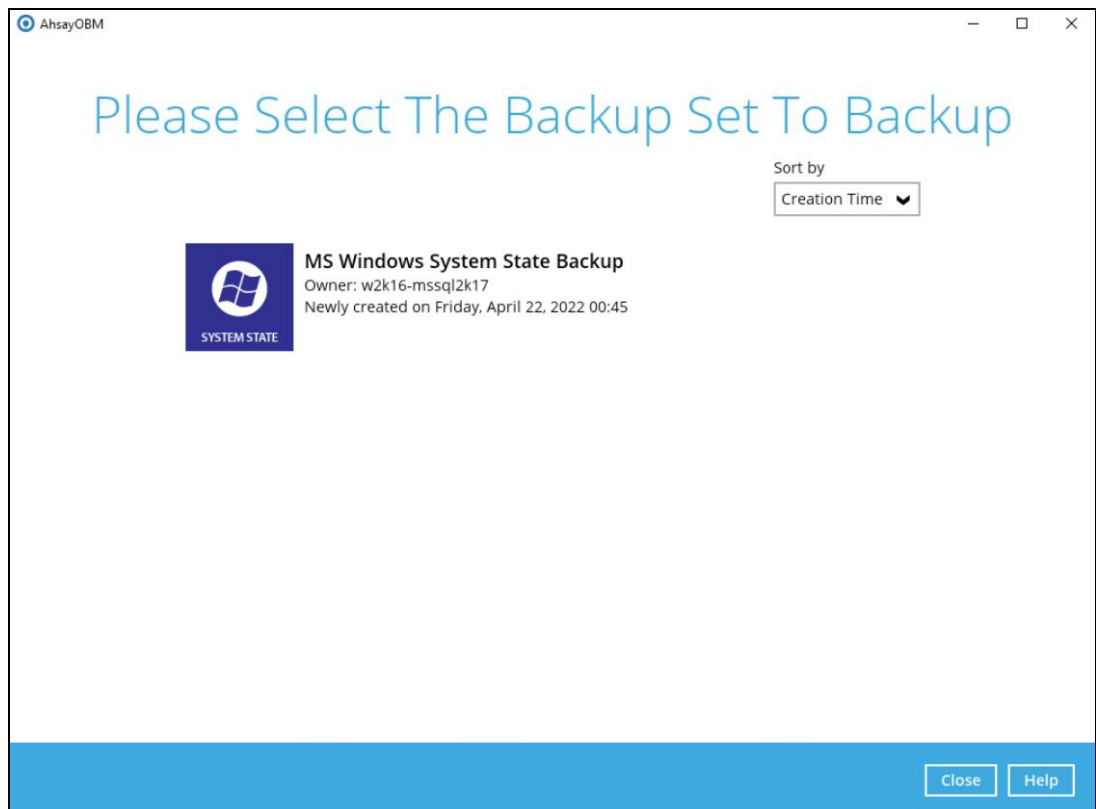 AhsayOBM
Please Select The Backup Set To Backup
Sort by
Creation Time
MS Windows System State Backup
Owner: w2k16-mssql2k17
Newly created on Friday, April 22, 2022 00:45
SYSTEM STATE
Close
Help